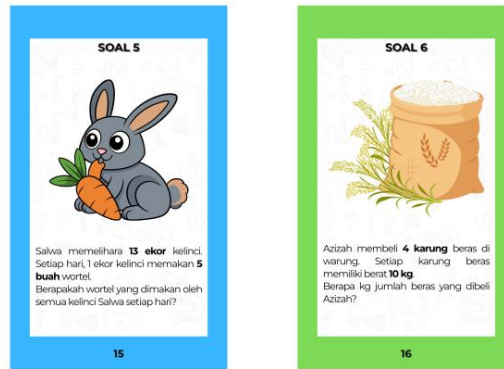 SOAL 5
Salwa memelihara 13 ekor kelinci.
Setiap hari, 1 ekor kelinci memakan 5
buah wortel.
Berapakah wortel yang dimakan oleh
semua kelinci Salwa setiap hari?
15
SOAL 6
Azizah membeli 4 karung beras di
warung. Setiap karung beras
memiliki berat 10 kg.
Berapa kg jumlah beras yang dibeli
Azizah?
16